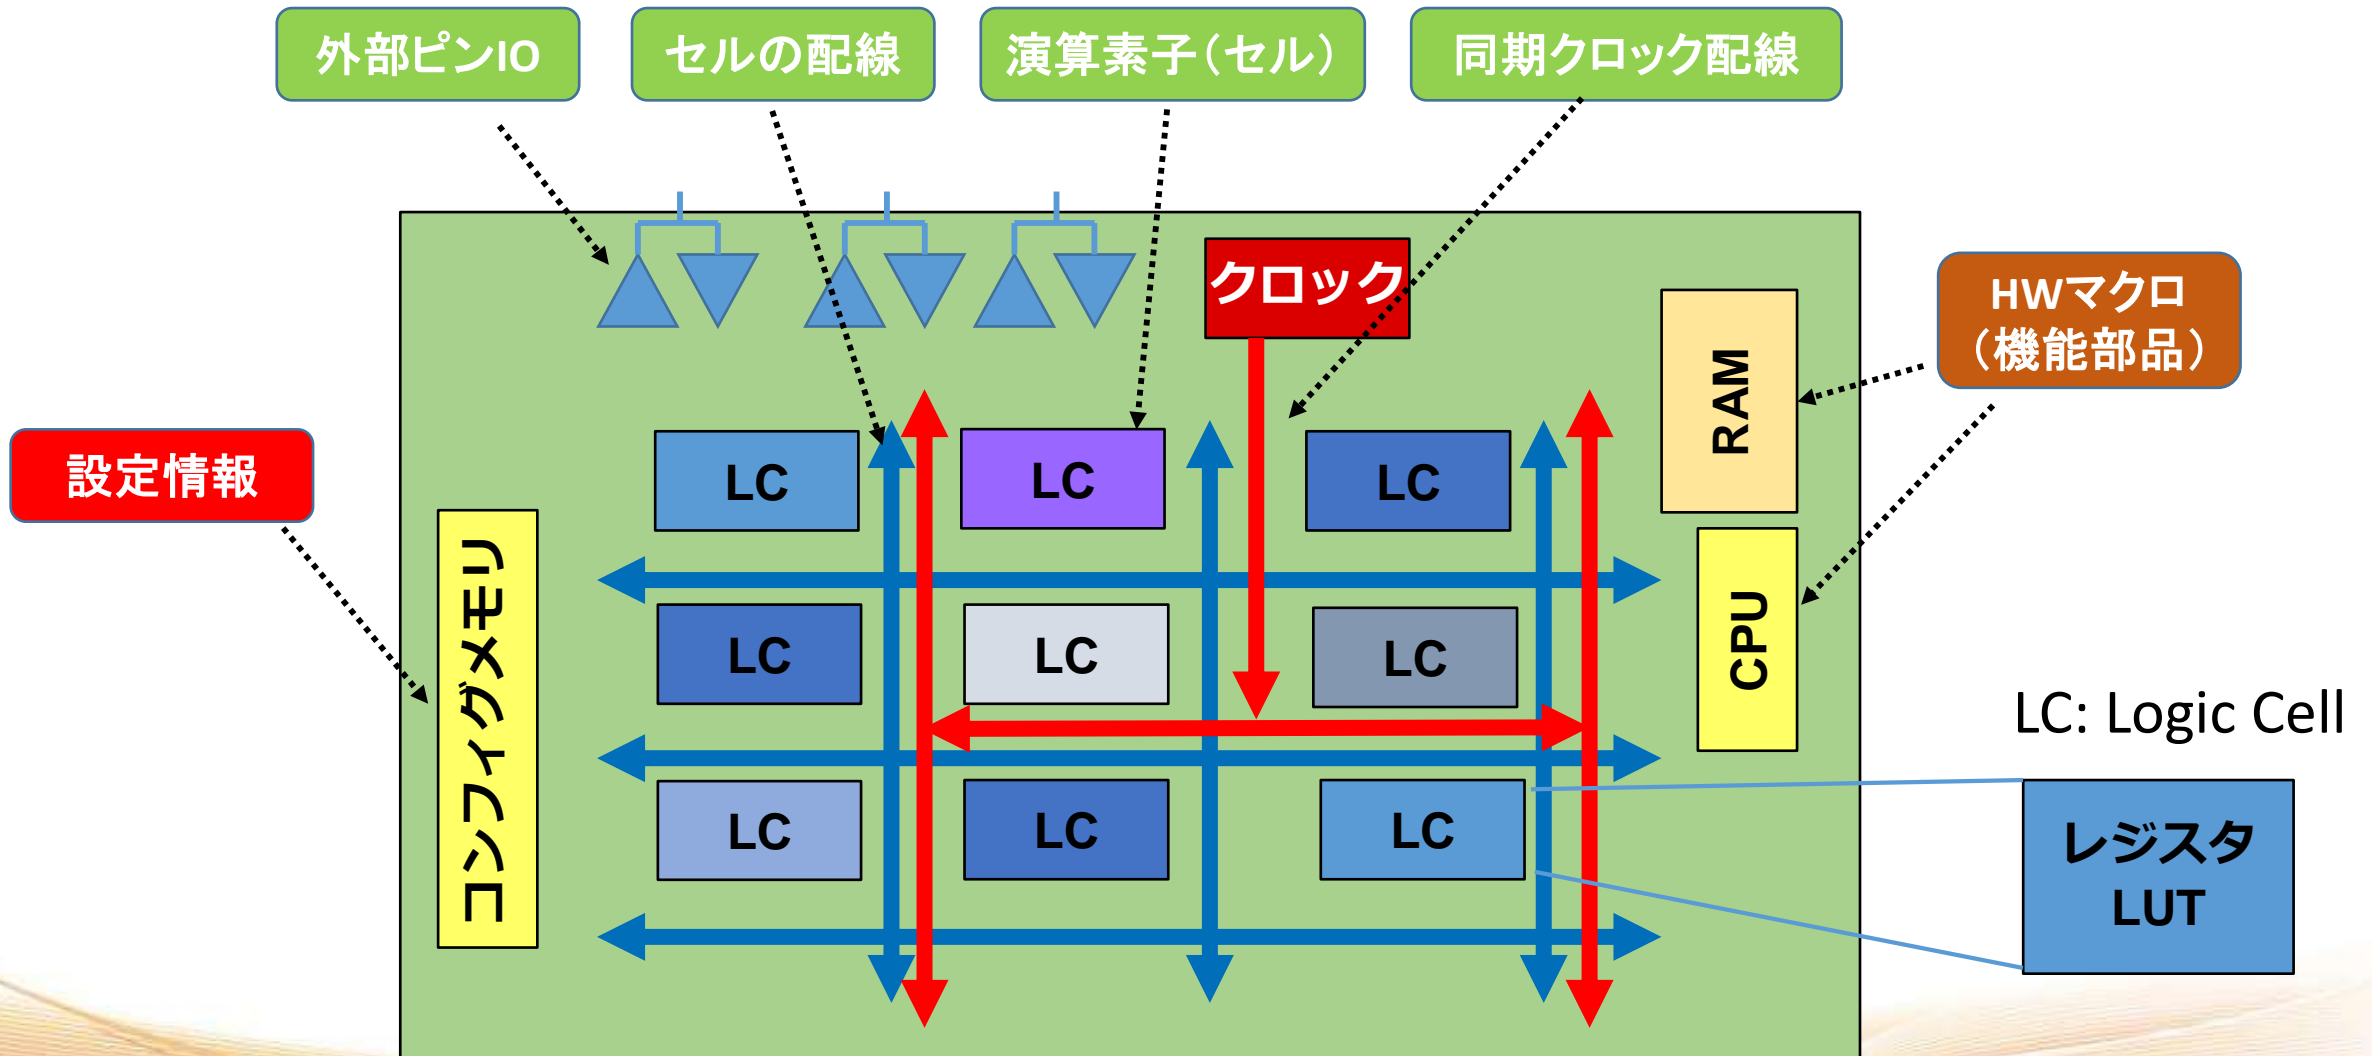 外部ピンIO
セルの配線
演算素子(セル)
同期クロック配線
クロック
HWマクロ
(機能部品)
RAM
設定情報
LC
LC
LC
コンフィグメモリ
CPU
LC
LC
LC
LC: Logic Cell
LC
LC
LC
レジスタ
LUT